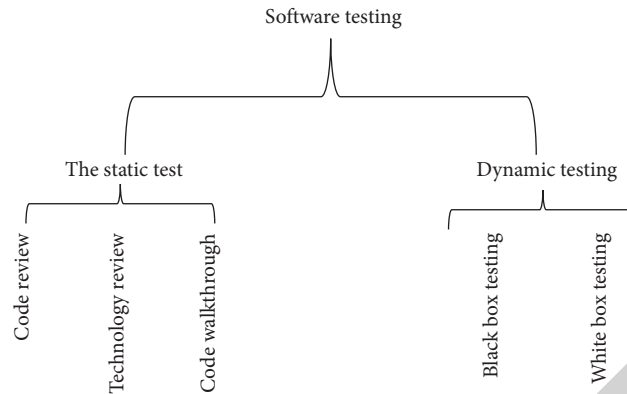 Software testing
The static test
Dynamic testing
Code review
Technology review
Code walkthrough
Black box testing
White box testing